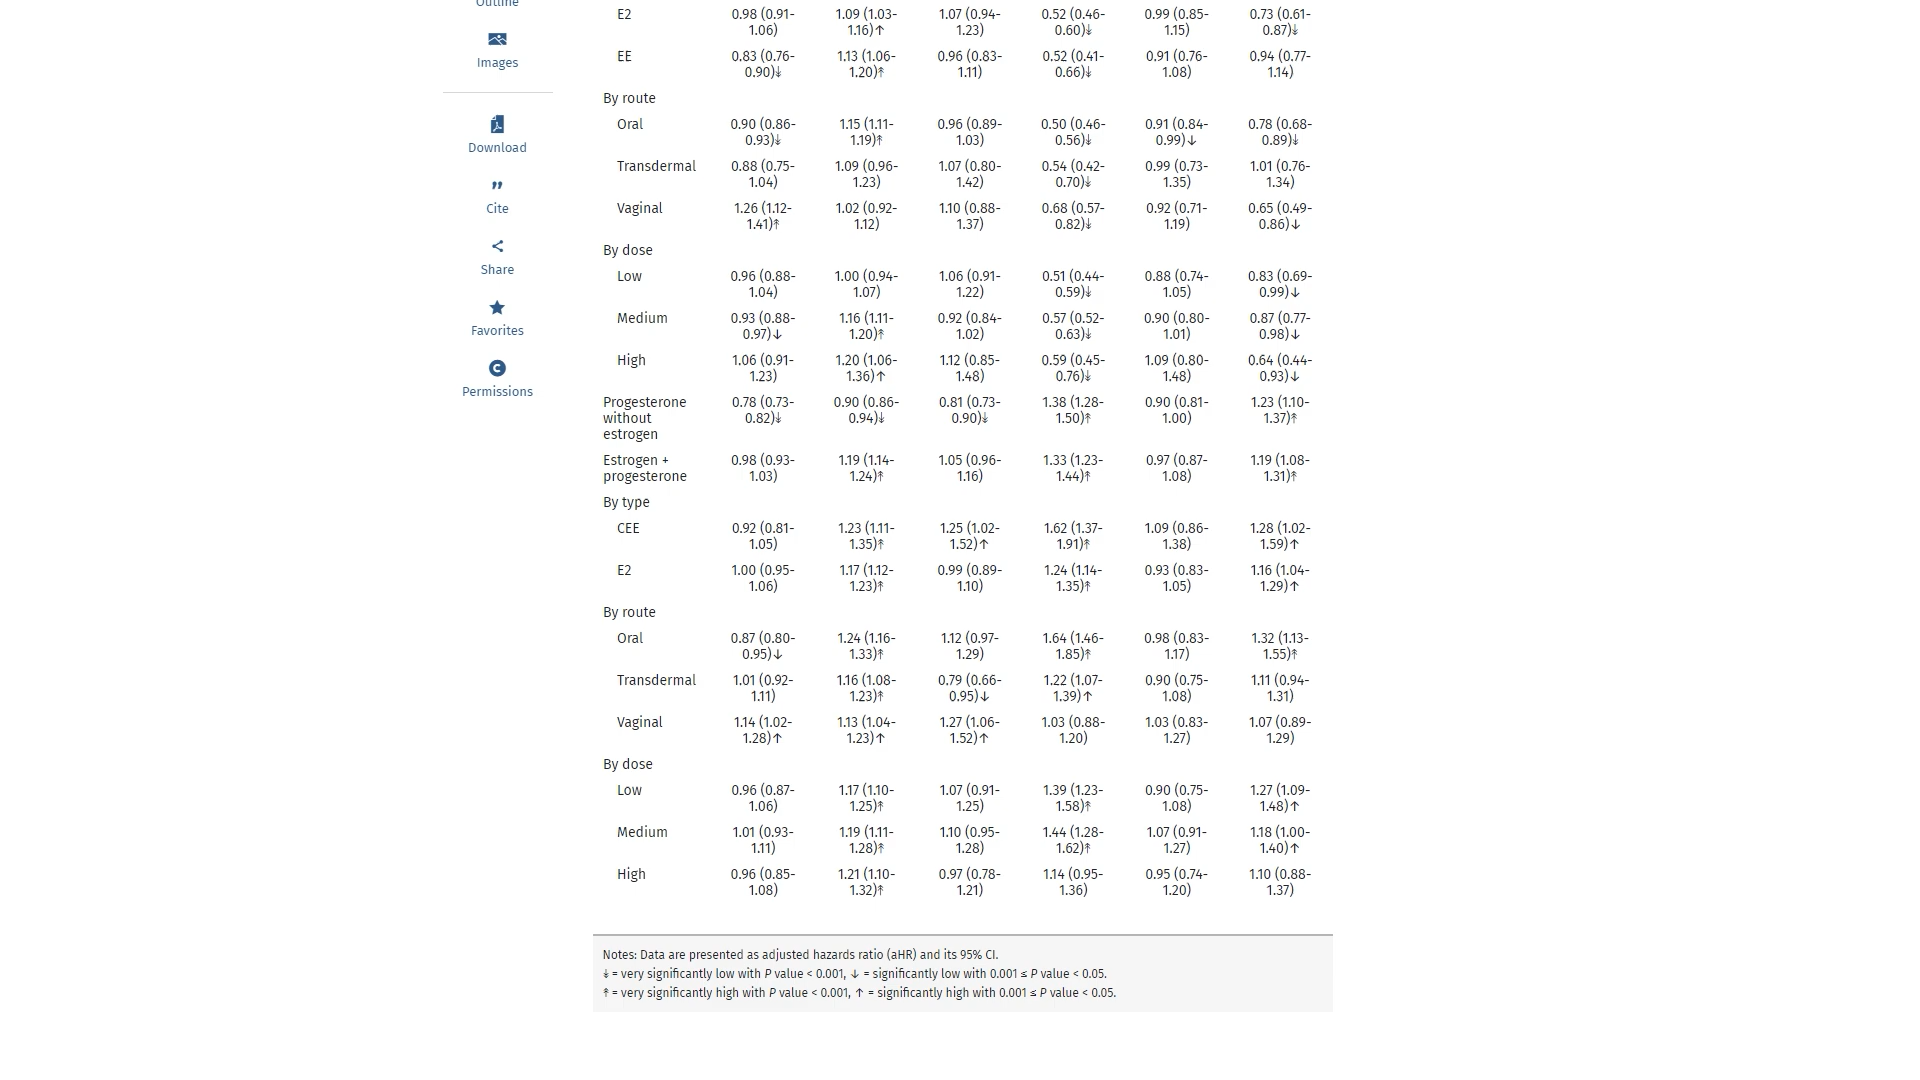 Outline
Images
Download
Cite
Share
Favorites
Permissions
E2 0.98 (0.91- 1.09 (1.03- 1.07 (0.94- 0.52 (0.46- 0.99 (0.85- 0.73 (0.61-
1.06) 1.16)↑ 1.23) 0.60)↡ 1.15) 0.87)↡
EE 0.83 (0.76- 1.13 (1.06- 0.96 (0.83- 0.52 (0.41- 0.91 (0.76- 0.94 (0.77-
0.90)↡ 1.20)↟ 1.11) 0.66)↡ 1.08) 1.14)
By route
Oral 0.90 (0.86- 1.15 (1.11- 0.96 (0.89- 0.50 (0.46- 0.91 (0.84- 0.78 (0.68-
0.93)↡ 1.19)↟ 1.03) 0.56)↡ 0.99)↓ 0.89)↡
Transdermal 0.88 (0.75- 1.09 (0.96- 1.07 (0.80- 0.54 (0.42- 0.99 (0.73- 1.01 (0.76-
1.04) 1.23) 1.42) 0.70)↡ 1.35) 1.34)
Vaginal 1.26 (1.12- 1.02 (0.92- 1.10 (0.88- 0.68 (0.57- 0.92 (0.71- 0.65 (0.49-
1.41)↟ 1.12) 1.37) 0.82)↡ 1.19) 0.86)↓
By dose
Low 0.96 (0.88- 1.00 (0.94- 1.06 (0.91- 0.51 (0.44- 0.88 (0.74- 0.83 (0.69-
1.04) 1.07) 1.22) 0.59)↡ 1.05) 0.99)↓
Medium 0.93 (0.88- 1.16 (1.11- 0.92 (0.84- 0.57 (0.52- 0.90 (0.80- 0.87 (0.77-
0.97)↓ 1.20)↟ 1.02) 0.63)↡ 1.01) 0.98)↓
High 1.06 (0.91- 1.20 (1.06- 1.12 (0.85- 0.59 (0.45- 1.09 (0.80- 0.64 (0.44-
1.23) 1.36)↑ 1.48) 0.76)↡ 1.48) 0.93)↓
Progesterone 0.78 (0.73- 0.90 (0.86- 0.81 (0.73- 1.38 (1.28- 0.90 (0.81- 1.23 (1.10-
without 0.82)↡ 0.94)↡ 0.90)↡ 1.50)↟ 1.00) 1.37)↟
estrogen
Estrogen + 0.98 (0.93- 1.19 (1.14- 1.05 (0.96- 1.33 (1.23- 0.97 (0.87- 1.19 (1.08-
progesterone 1.03) 1.24)↟ 1.16) 1.44)↟ 1.08) 1.31)↟
By type
CEE 0.92 (0.81- 1.23 (1.11- 1.25 (1.02- 1.62 (1.37- 1.09 (0.86- 1.28 (1.02-
1.05) 1.35)↟ 1.52)↑ 1.91)↟ 1.38) 1.59)↑
E2 1.00 (0.95- 1.17 (1.12- 0.99 (0.89- 1.24 (1.14- 0.93 (0.83- 1.16 (1.04-
1.06) 1.23)↟ 1.10) 1.35)↟ 1.05) 1.29)↑
By route
Oral 0.87 (0.80- 1.24 (1.16- 1.12 (0.97- 1.64 (1.46- 0.98 (0.83- 1.32 (1.13-
0.95)↓ 1.33)↟ 1.29) 1.85)↟ 1.17) 1.55)↟
Transdermal 1.01 (0.92- 1.16 (1.08- 0.79 (0.66- 1.22 (1.07- 0.90 (0.75- 1.11 (0.94-
1.11) 1.23)↟ 0.95)↓ 1.39)↑ 1.08) 1.31)
Vaginal 1.14 (1.02- 1.13 (1.04- 1.27 (1.06- 1.03 (0.88- 1.03 (0.83- 1.07 (0.89-
1.28)↑ 1.23)↑ 1.52)↑ 1.20) 1.27) 1.29)
By dose
Low 0.96 (0.87- 1.17 (1.10- 1.07 (0.91- 1.39 (1.23- 0.90 (0.75- 1.27 (1.09-
1.06) 1.25)↟ 1.25) 1.58)↟ 1.08) 1.48)↑
Medium 1.01 (0.93- 1.19 (1.11- 1.10 (0.95- 1.44 (1.28- 1.07 (0.91- 1.18 (1.00-
1.11) 1.28)↟ 1.28) 1.62)↟ 1.27) 1.40)↑
High 0.96 (0.85- 1.21 (1.10- 0.97 (0.78- 1.14 (0.95- 0.95 (0.74- 1.10 (0.88-
1.08) 1.32)↟ 1.21) 1.36) 1.20) 1.37)
Notes: Data are presented as adjusted hazards ratio (aHR) and its 95% CI.
↡ = very significantly low with P value < 0.001, ↓ = significantly low with 0.001 ≤ P value < 0.05.
↟ = very significantly high with P value < 0.001, ↑ = significantly high with 0.001 ≤ P value < 0.05.